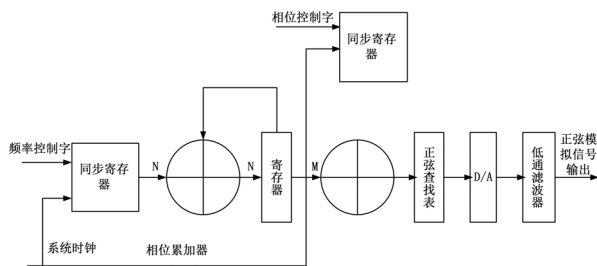 相位控制字
同步寄存
器
频率控制字
同步寄存
器
N
N
寄存器
M
正弦查找表
D/A
低通滤波器
正弦模
拟信号
输出
系统时钟
相位累加器